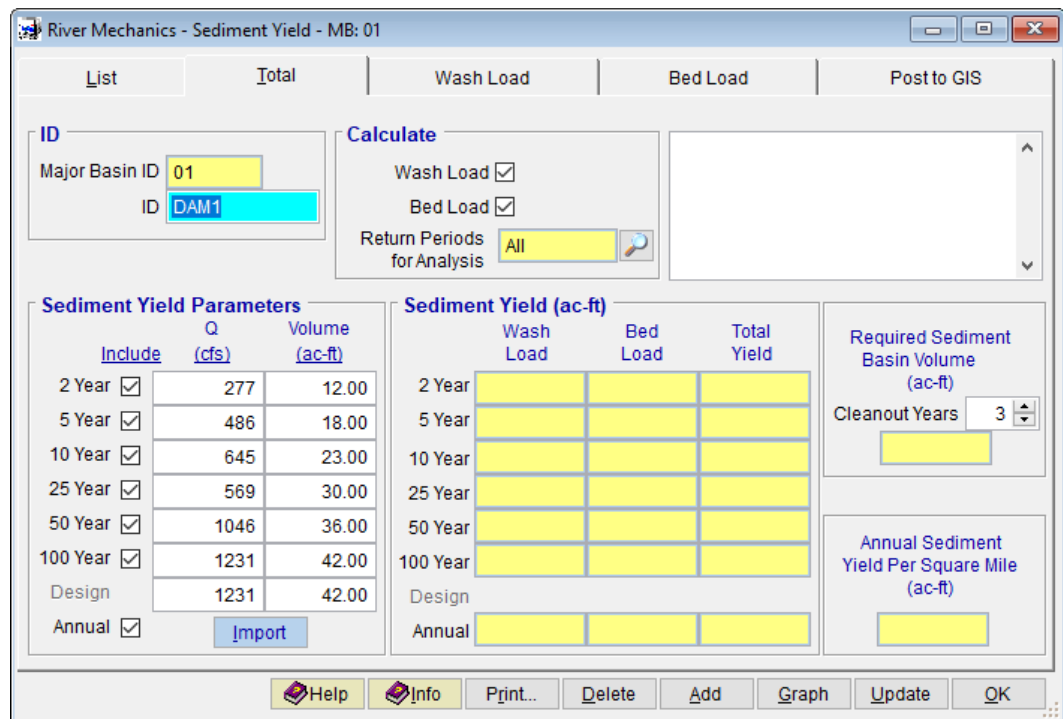 River Mechanics - Sediment Yield - MB: 01
List Total Wash Load Bed Load Post to GIS
ID
Major Basin ID 01
ID DAM1
Calculate
Wash Load
Bed Load
Return Periods
for Analysis
All
Sediment Yield Parameters
Q Volume
Include (cfs) (ac-ft)
2 Year 277 12.00
5 Year 486 18.00
10 Year 645 23.00
25 Year 569 30.00
50 Year 1046 36.00
100 Year 1231 42.00
Design 1231 42.00
Annual Import
Sediment Yield (ac-ft)
Wash Bed Total
Load Load Yield
2 Year
5 Year
10 Year
25 Year
50 Year
100 Year
Design
Annual
Required Sediment
Basin Volume
(ac-ft)
Cleanout Years 3
Annual Sediment
Yield Per Square Mile
(ac-ft)
Help Info Print... Delete Add Graph Update OK